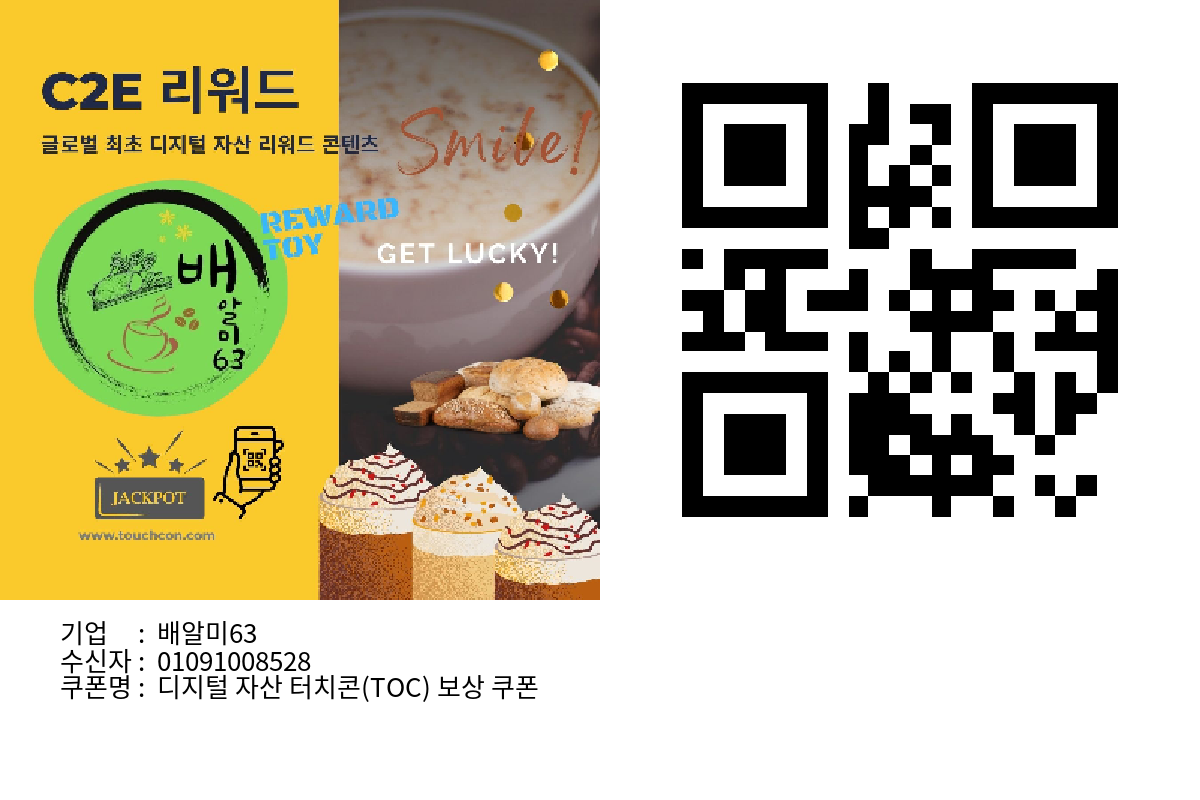 C2E 리워드
글로벌 최초 디지털 자산 리워드 콘텐츠
Smile!
REWARD
TOY
GET LUCKY!
배
알
미
63
JACKPOT
www.touchcon.com
기업 : 배알미63
수신자 : 01091008528
쿠폰명 : 디지털 자산 터치콘(TOC) 보상 쿠폰